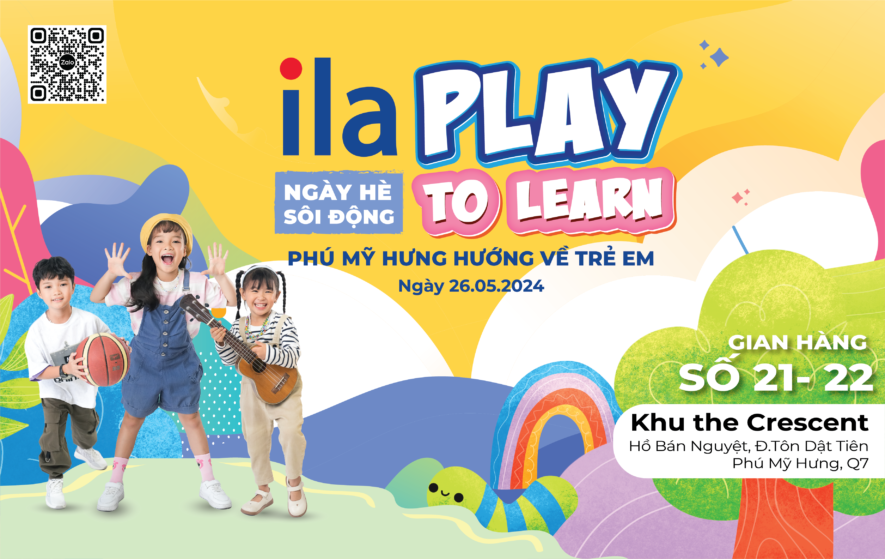 Zalo
ila PLAY
NGÀY HÈ
SÔI ĐỘNG
TO LEARN
PHÚ MỸ HƯNG HƯỚNG VỀ TRẺ EM
Ngày 26.05.2024
GIAN HÀNG
SỐ 21- 22
Khu the Crescent
Hồ Bán Nguyệt, Đ.Tôn Dật Tiên
Phú Mỹ Hưng, Q7